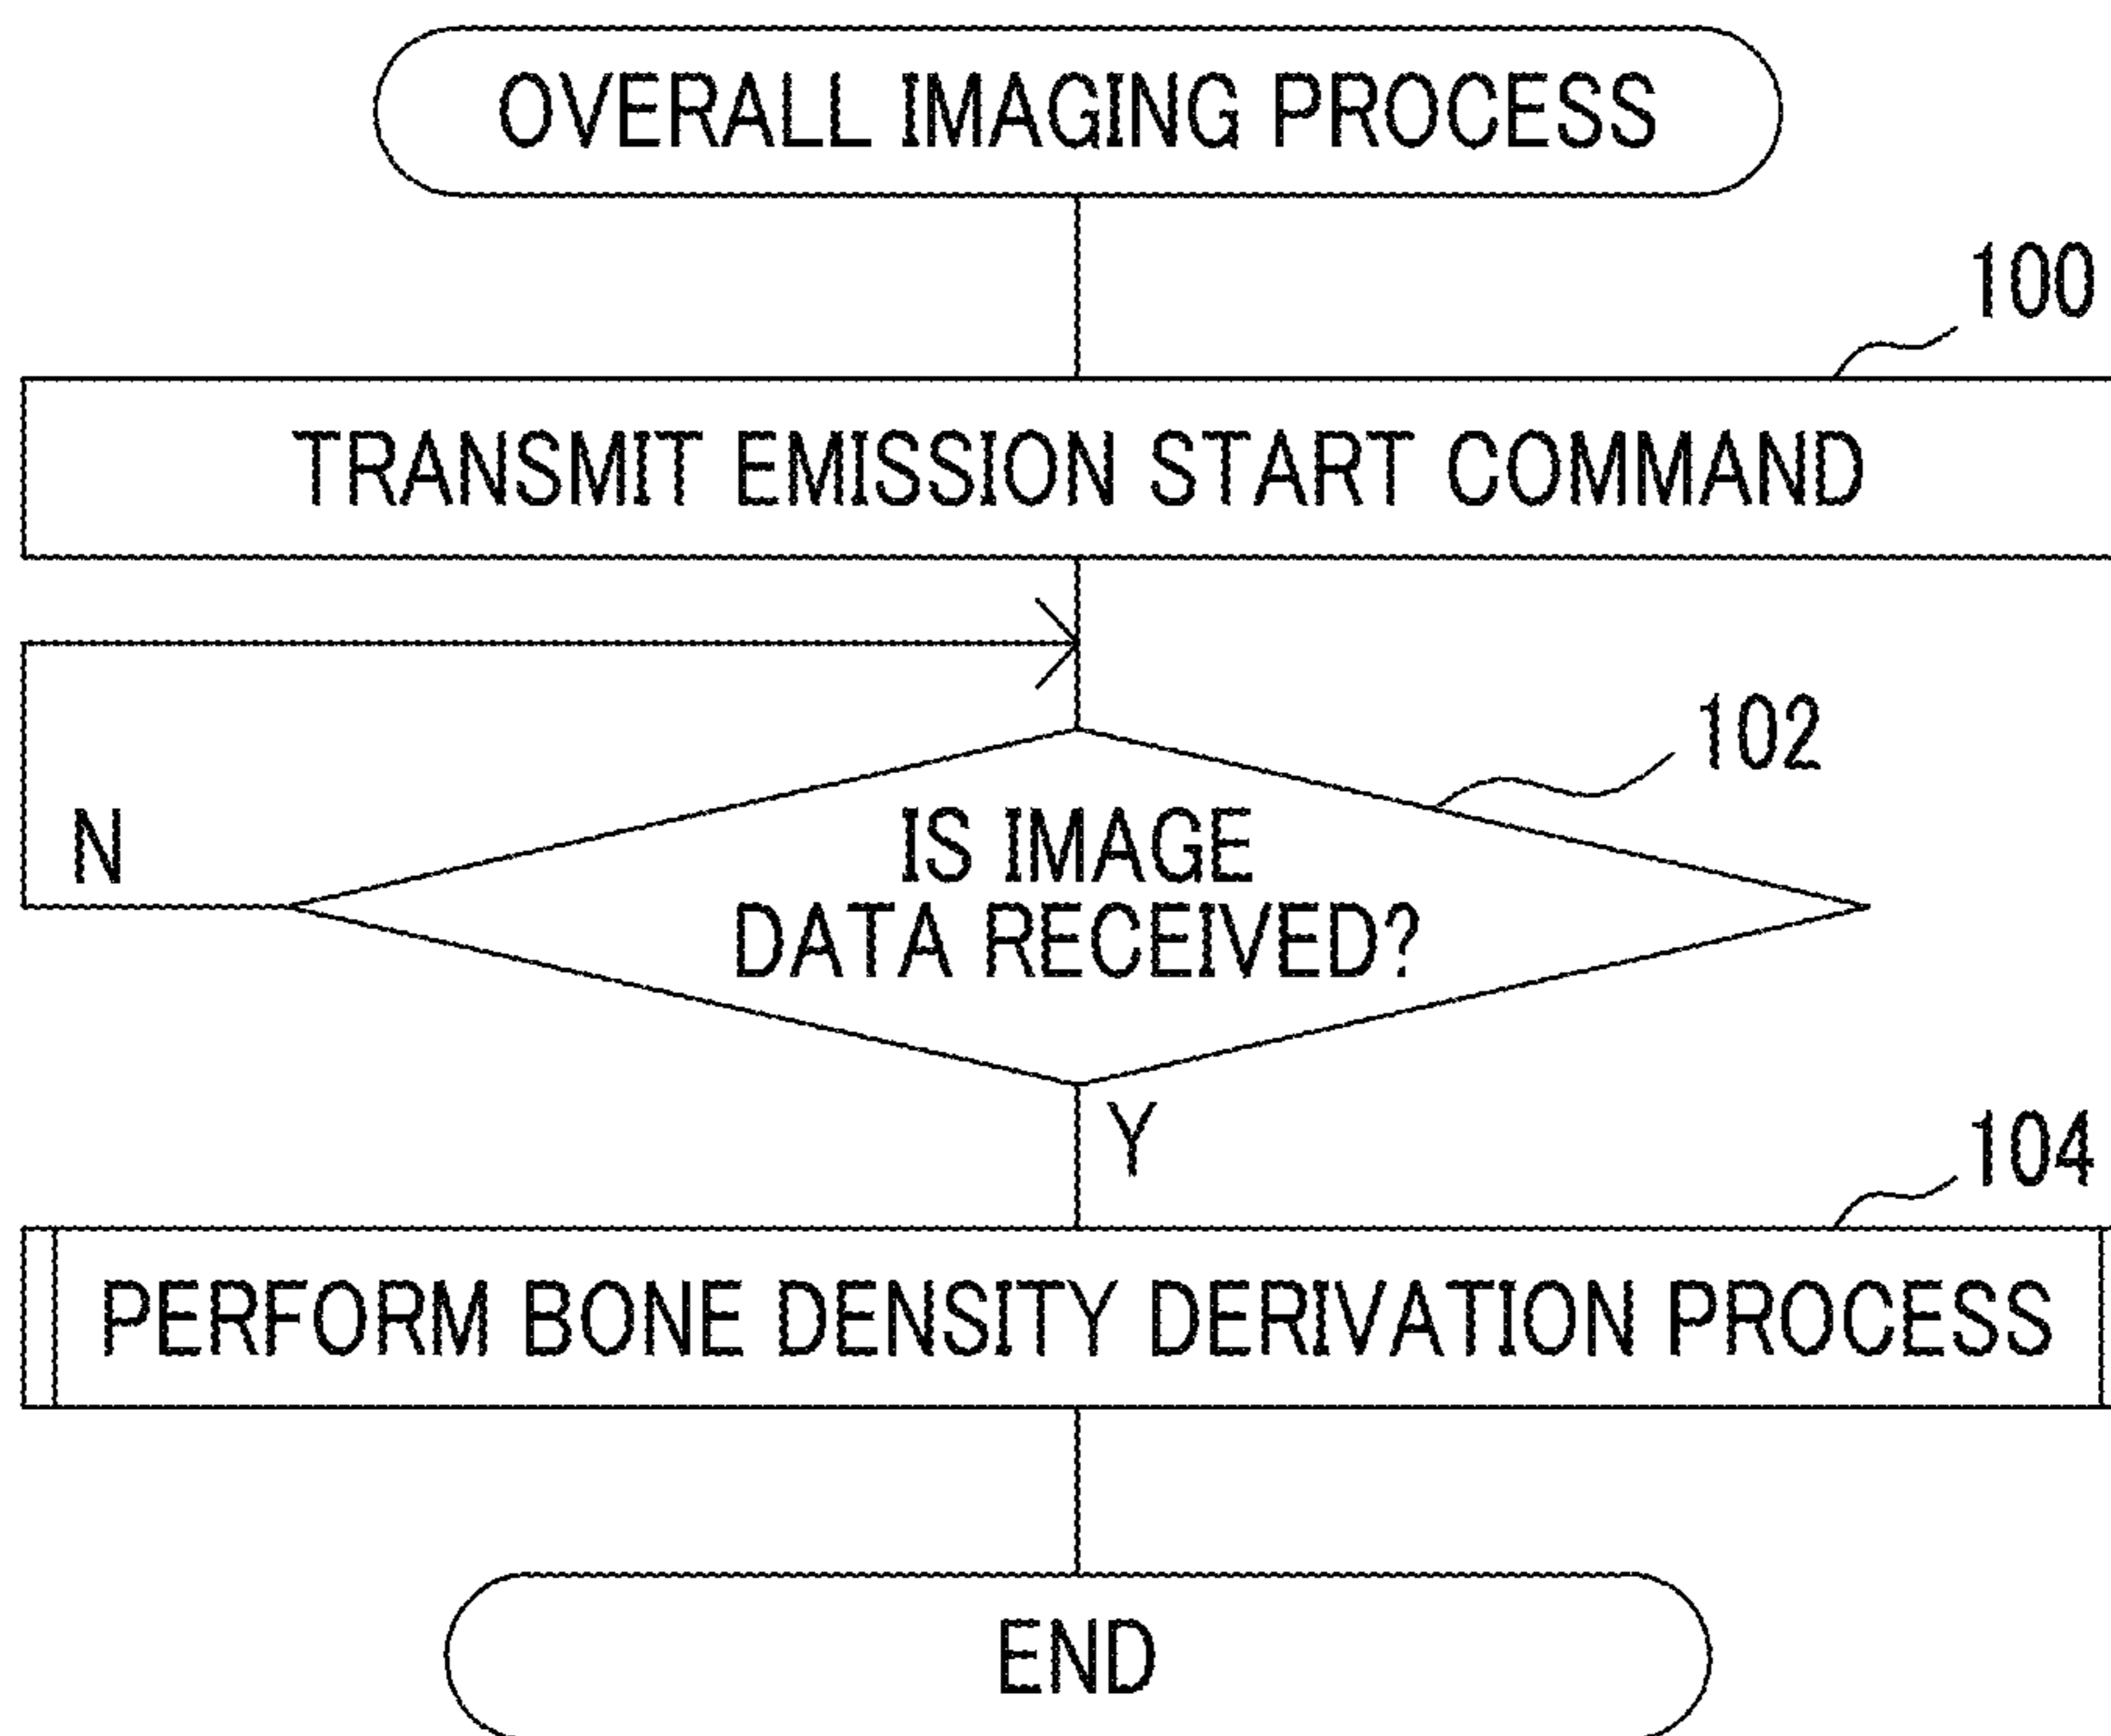 OVERALL IMAGING PROCESS
100
TRANSMIT EMISSION START COMMAND
102
N
IS IMAGE
DATA RECEIVED?
Y
104
PERFORM BONE DENSITY DERIVATION PROCESS
END